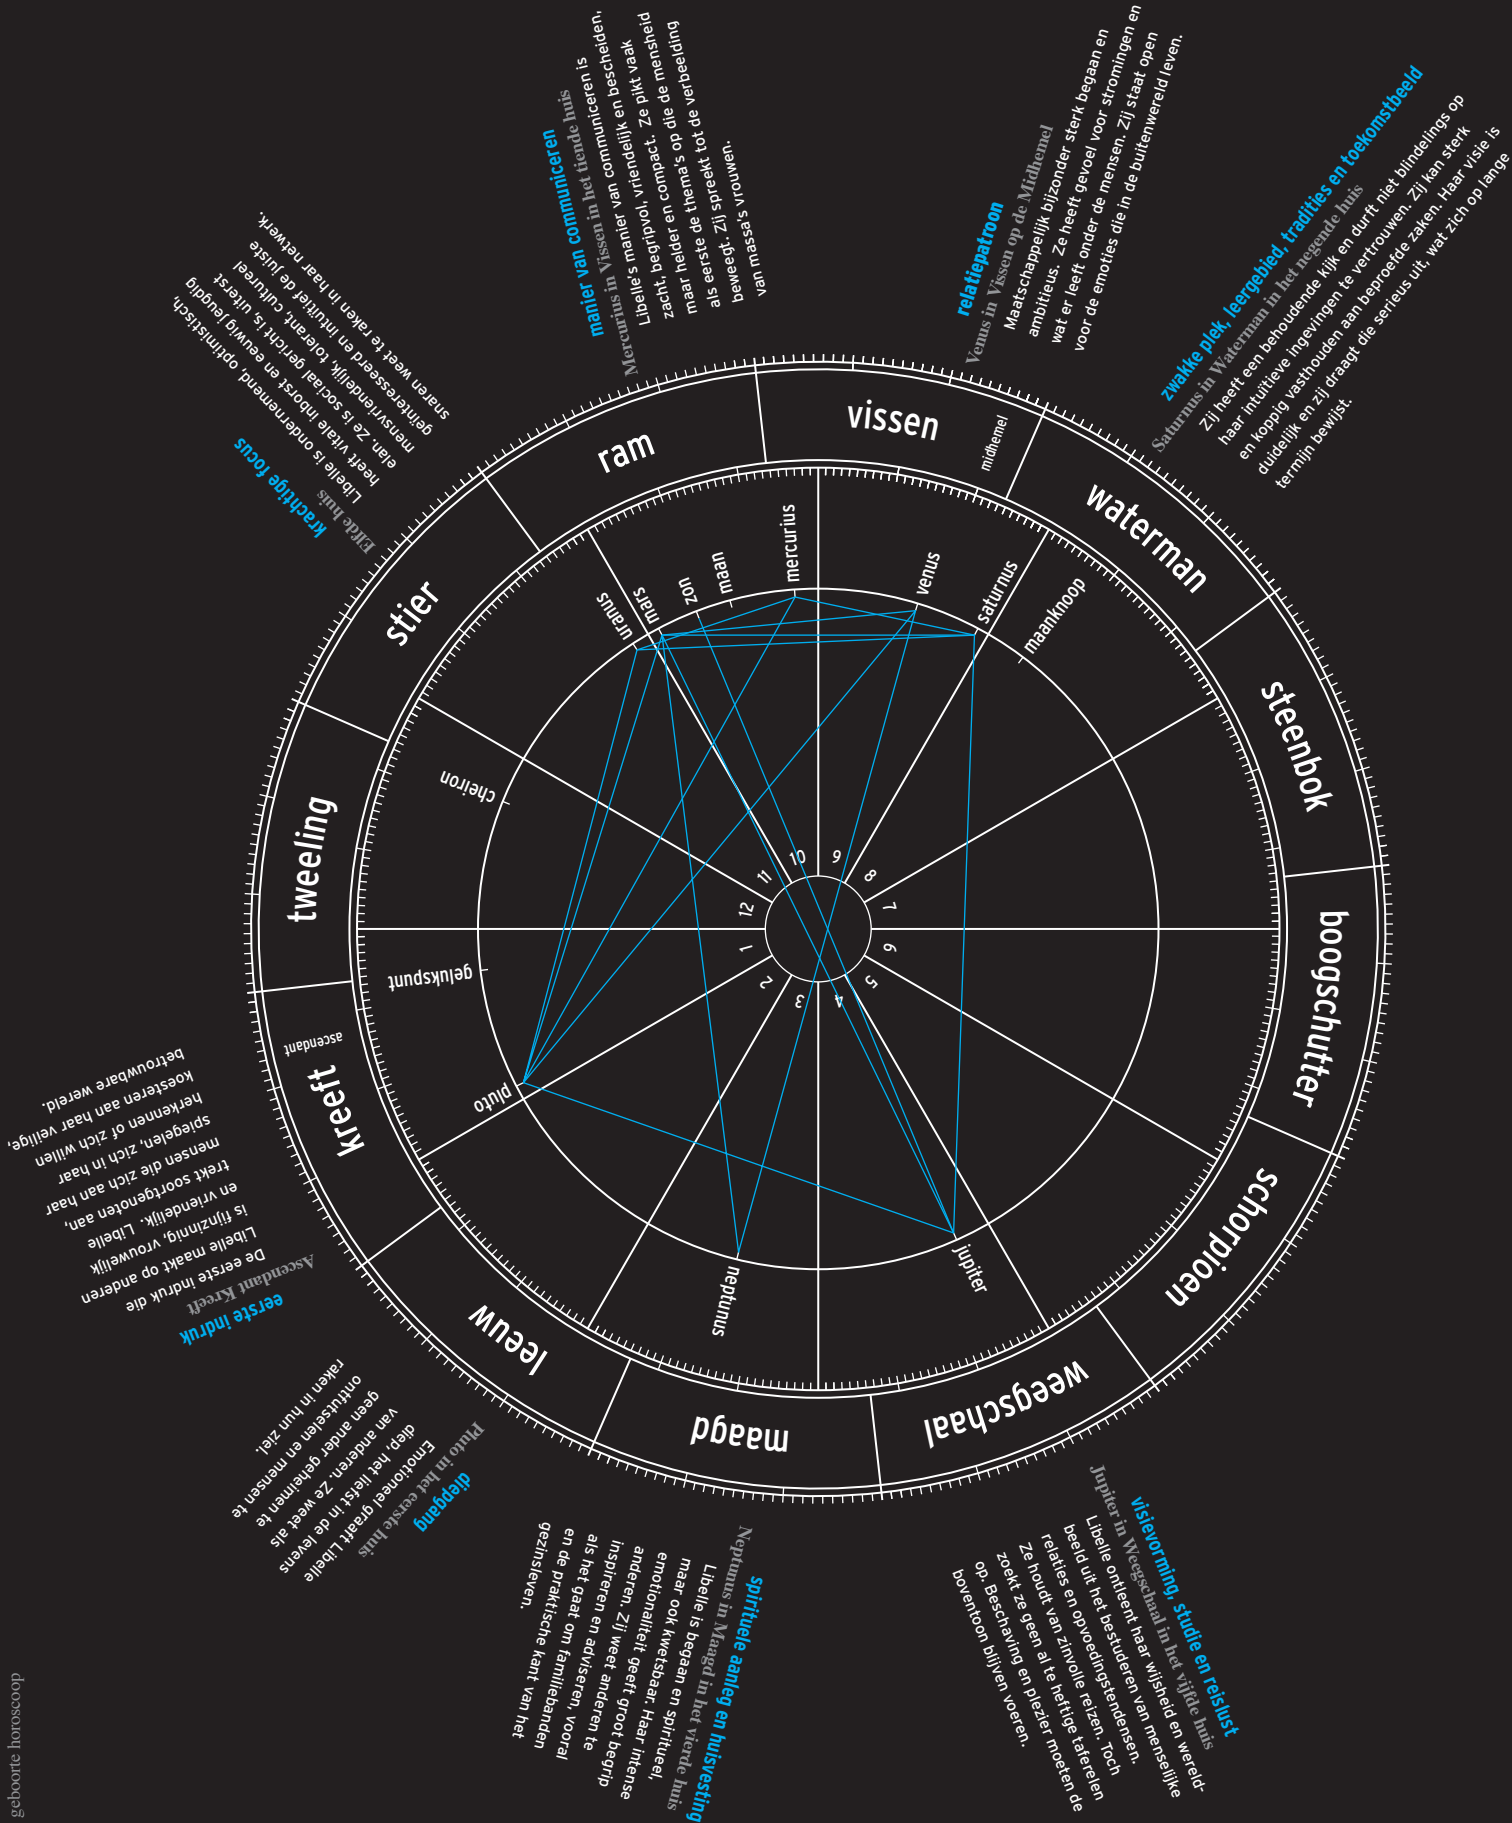 manier van communiceren
Mercurius in Vissen in het tiende huis
Libelle's manier van communiceren is
zacht, begripvol, vriendelijk en bescheiden,
maar helder en compact. Ze pikt vaak
als eerste de thema's op die de mensheid
beweegt. Zij spreekt tot de verbeelding
van massa's vrouwen.
relatiepatroon
Venus in Vissen op de Midhemel
Maatschappelijk bijzonder sterk begaan en
ambitieus. Ze heeft gevoel voor stromingen en
wat er leeft onder de mensen. Zij staat open
voor de emoties die in de buitenwereld leven.
zwakke plek, leergebied, tradities en toekomstbeeld
Saturnus in Waterman in het negende huis
Zij heeft een behoudende kijk en durft niet blindelings op
haar intuïtieve ingevingen te vertrouwen. Zij kan sterk
en koppig vasthouden aan beproefde zaken. Haar visie is
duidelijk en zij draagt die serieus uit, wat zich op lange
termijn bewijst.
krachtige focus
Elfde huis
Libelle is ondernemend, optimistisch,
heeft vitale inborst en eeuwig jeugdig
elan. Ze is sociaal gericht is, uiterst
mensvriendelijk, tolerant, cultureel
geïnteresseerd en intuïtief de juiste
snaren weet te raken in haar netwerk.
ram
vissen
midhemel
waterman
stier
steenbok
tweeling
boogschutter
kreeft
ascendant
schorpioen
leeuw
maagd
weegschaal
uranus
mars
zon
maan
mercurius
venus
saturnus
maanknoop
cheiron
gelukspunt
pluto
neptunus
jupiter
10
9
11
8
12
7
1
6
2
5
3
4
eerste indruk
Ascendant Kreeft
De eerste indruk die
Libelle maakt op anderen
is fijnzinnig, vrouwelijk
en vriendelijk. Libelle
trekt soortgenoten aan,
mensen die zich aan haar
spiegelen, zich in haar
herkennen of zich willen
koesteren aan haar veilige,
betrouwbare wereld.
diepgang
Pluto in het eerste huis
Emotioneel graaft Libelle
diep, het liefst in de levens
van anderen. Ze weet als
geen ander geheimen te
ontfutselen en mensen te
raken in hun ziel.
spirituele aanleg en huisvesting
Neptunus in Maagd in het vierde huis
Libelle is begaan en spiritueel,
maar ook kwetsbaar. Haar intense
emotionaliteit geeft groot begrip
anderen. Zij weet anderen te
inspireren en adviseren, vooral
als het gaat om familiebanden
en de praktische kant van het
gezinsleven.
visievorming, studie en reislust
Jupiter in Weegschaal in het vijfde huis
Libelle ontleent haar wijsheid en wereld-
beeld uit het besturderen van menselijke
relaties en opvoedingstendensen.
Ze houdt van zinvolle reizen. Toch
zoekt ze geen al te heftige taferelen
op. Beschaving en plezier moeten de
boventoon blijven voeren.
geboorte horoscoop